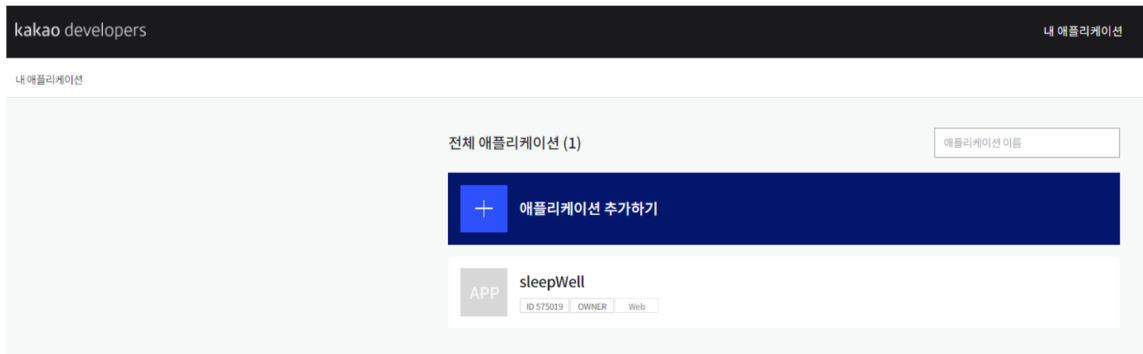 kakao developers
내 애플리케이션
내 애플리케이션
전체 애플리케이션 (1)
애플리케이션 이름
애플리케이션 추가하기
APP
sleepWell
ID 575019 OWNER Web